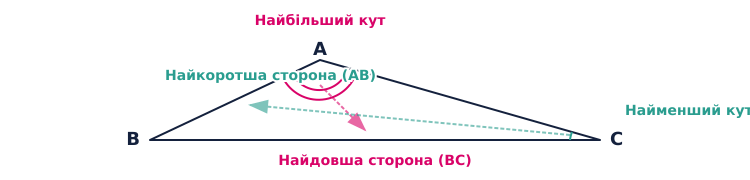 Найбільший кут
A
Найкоротша сторона (AB)
Найменший кут
B
C
Найдовша сторона (BC)